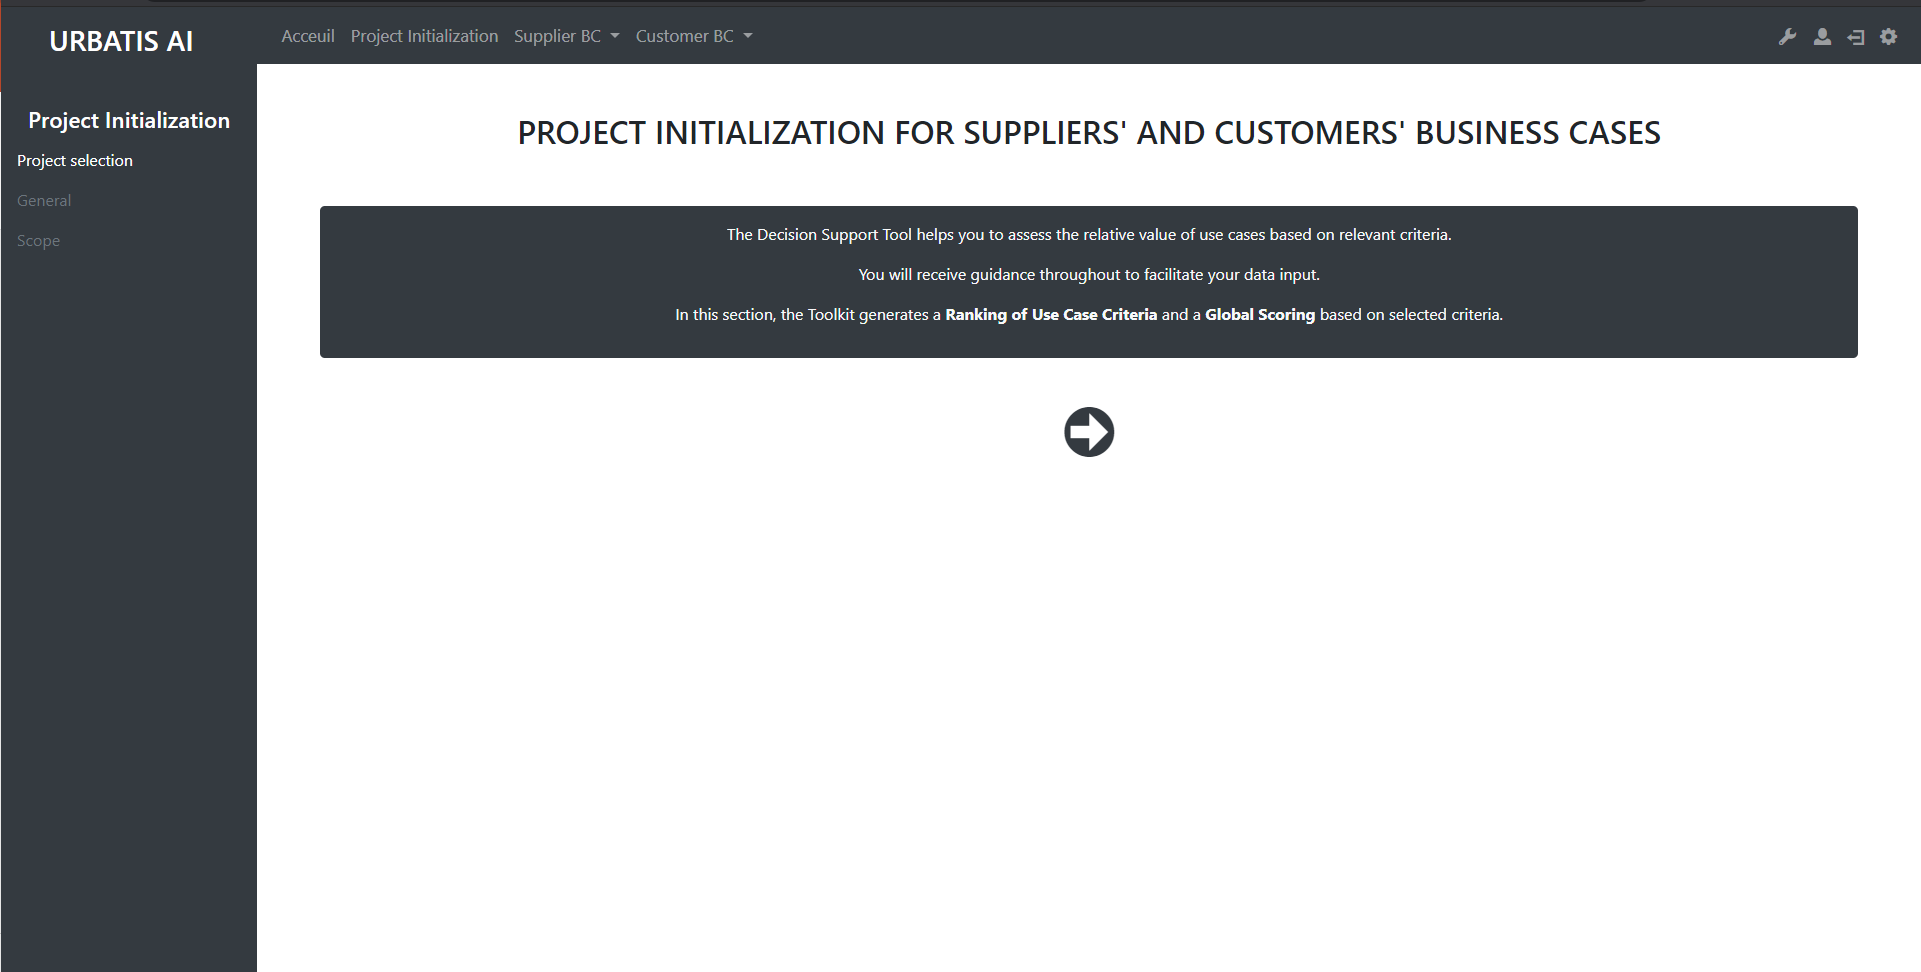 URBATIS AI
Acceuil Project Initialization Supplier BC Customer BC
Project Initialization
Project selection
General
Scope
PROJECT INITIALIZATION FOR SUPPLIERS' AND CUSTOMERS' BUSINESS CASES
The Decision Support Tool helps you to assess the relative value of use cases based on relevant criteria.
You will receive guidance throughout to facilitate your data input.
In this section, the Toolkit generates a Ranking of Use Case Criteria and a Global Scoring based on selected criteria.